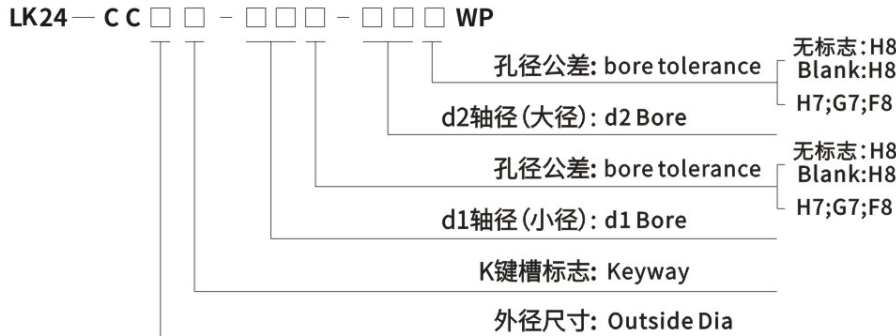 LK24—CC□□-□□□-□□□WP
无标志:H8
孔径公差: bore tolerance
Blank:H8
H7;G7;F8
d2轴径(大径): d2 Bore
无标志:H8
孔径公差: bore tolerance
Blank:H8
H7;G7;F8
d1轴径(小径): d1 Bore
K键槽标志: Keyway
外径尺寸: Outside Dia